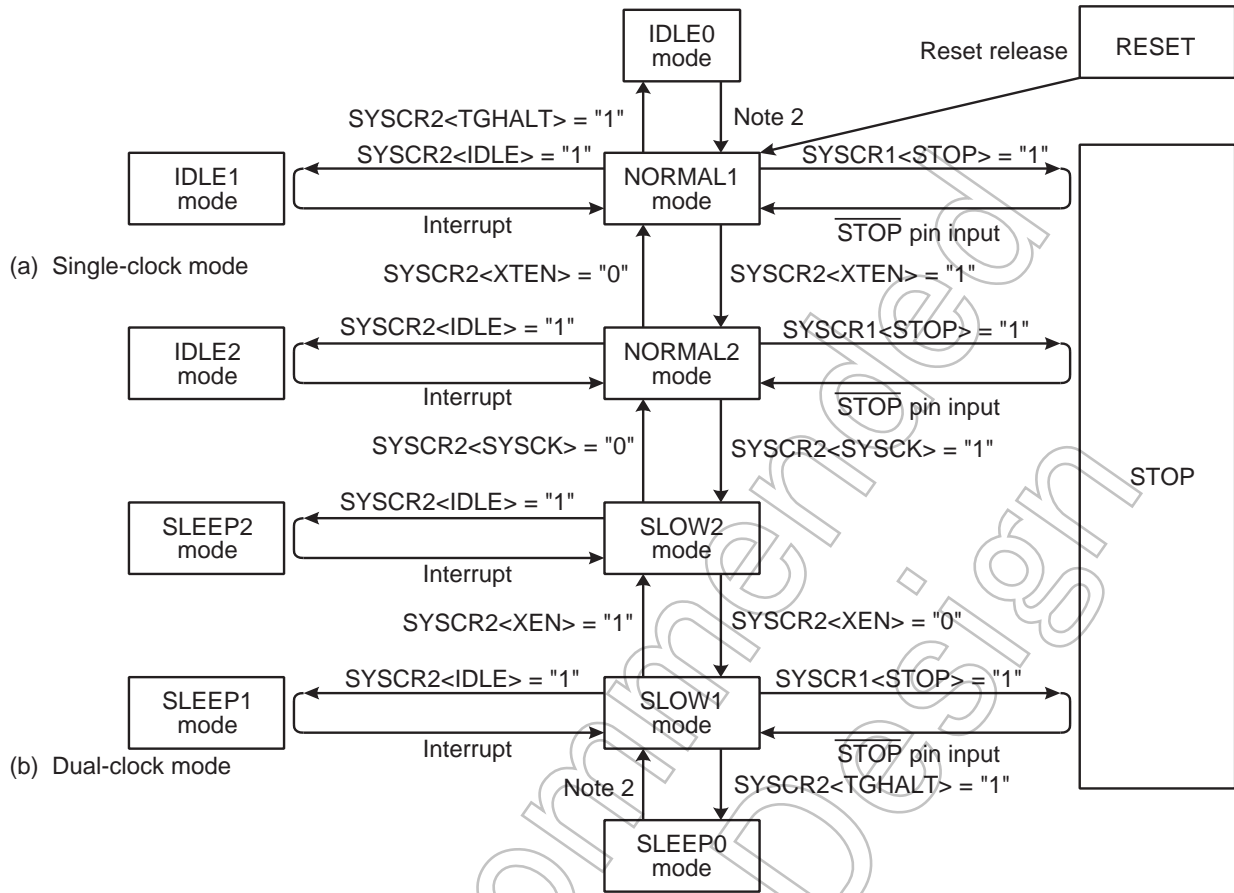 IDLE0
mode
Reset release
RESET
SYSCR2<TGHALT> = "1"
Note 2
SYSCR2<IDLE> = "1"
SYSCR1<STOP> = "1"
IDLE1
mode
NORMAL1
mode
Interrupt
STOP pin input
(a) Single-clock mode
SYSCR2<XTEN> = "0"
SYSCR2<XTEN> = "1"
SYSCR2<IDLE> = "1"
SYSCR1<STOP> = "1"
IDLE2
mode
NORMAL2
mode
Interrupt
STOP pin input
SYSCR2<SYSCK> = "0"
SYSCR2<SYSCK> = "1"
STOP
SYSCR2<IDLE> = "1"
SLEEP2
mode
SLOW2
mode
Interrupt
SYSCR2<XEN> = "1"
SYSCR2<XEN> = "0"
SYSCR2<IDLE> = "1"
SYSCR1<STOP> = "1"
SLEEP1
mode
SLOW1
mode
Interrupt
STOP pin input
(b) Dual-clock mode
Note 2
SYSCR2<TGHALT> = "1"
SLEEP0
mode
ommended
Design